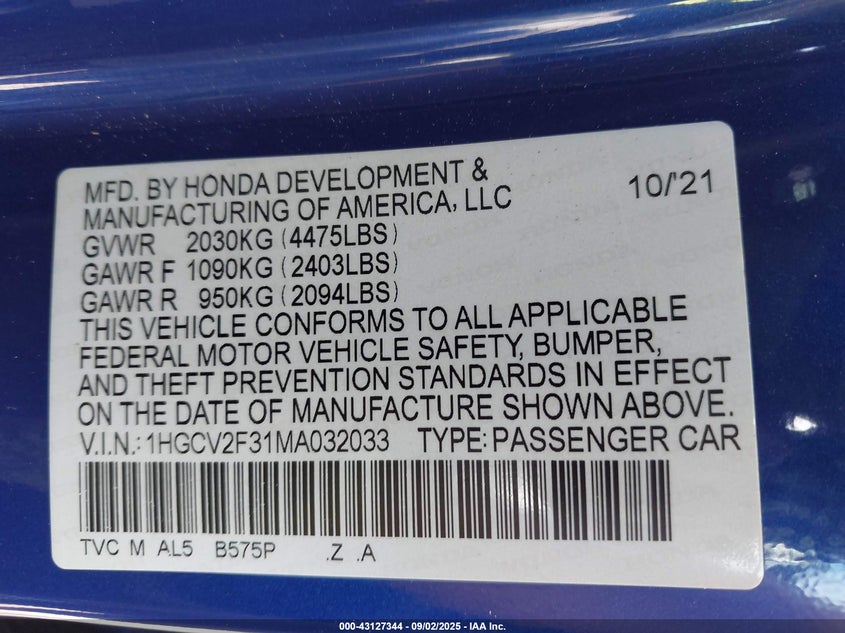 MFD. BY HONDA DEVELOPMENT &
MANUFACTURING OF AMERICA, LLC 10/'21
GVWR 2030KG (4475LBS)
GAWR F 1090KG (2403LBS)
GAWR R 950KG (2094LBS)
THIS VEHICLE CONFORMS TO ALL APPLICABLE
FEDERAL MOTOR VEHICLE SAFETY, BUMPER,
AND THEFT PREVENTION STANDARDS IN EFFECT
ON THE DATE OF MANUFACTURE SHOWN ABOVE.
V.I.N.: 1HGCV2F31MA032033 TYPE: PASSENGER CAR
TVC M AL5 B575P .Z .A
000-43127344 | 09/02/2025 - IAA Inc.